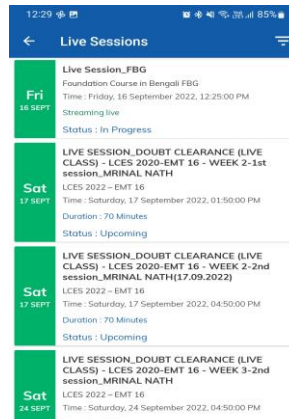 12:29
85%
Live Sessions
Fri
16 SEPT
Live Session_FBG
Foundation Course in Bengali FBG
Time : Friday, 16 September 2022, 12:25:00 PM
Streaming live
Status : In Progress
Sat
17 SEPT
LIVE SESSION_DOUBT CLEARANCE (LIVE
CLASS) - LCES 2020-EMT 16 - WEEK 2-1st
session_MRINAL NATH
LCES 2022 – EMT 16
Time : Saturday, 17 September 2022, 01:50:00 PM
Duration : 70 Minutes
Status : Upcoming
Sat
17 SEPT
LIVE SESSION_DOUBT CLEARANCE (LIVE
CLASS) - LCES 2020-EMT 16 - WEEK 2-2nd
session_MRINAL NATH(17.09.2022)
LCES 2022 – EMT 16
Time : Saturday, 17 September 2022, 04:50:00 PM
Duration : 70 Minutes
Status : Upcoming
Sat
24 SEPT
LIVE SESSION_DOUBT CLEARANCE (LIVE
CLASS) - LCES 2020-EMT 16 - WEEK 3-2nd
session_MRINAL NATH
LCES 2022 – EMT 16
Time : Saturday, 24 September 2022, 04:50:00 PM